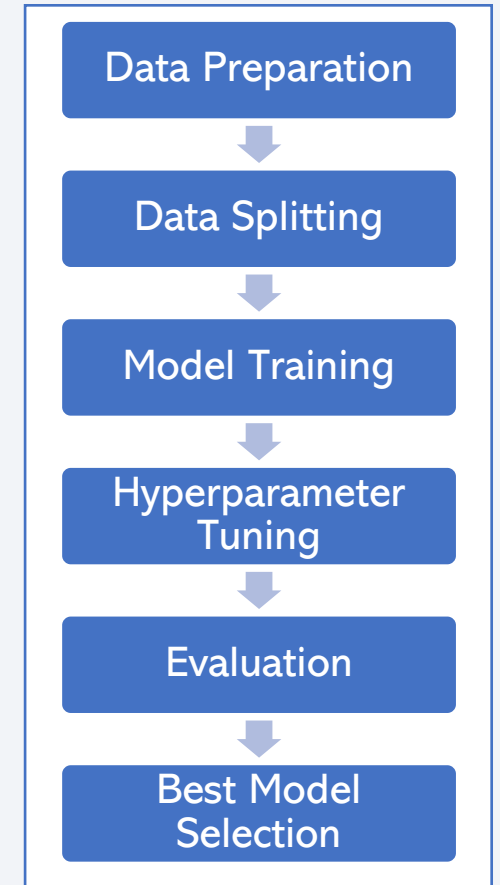 Data Preparation
Data Splitting
Model Training
Hyperparameter
Tuning
Evaluation
Best Model
Selection